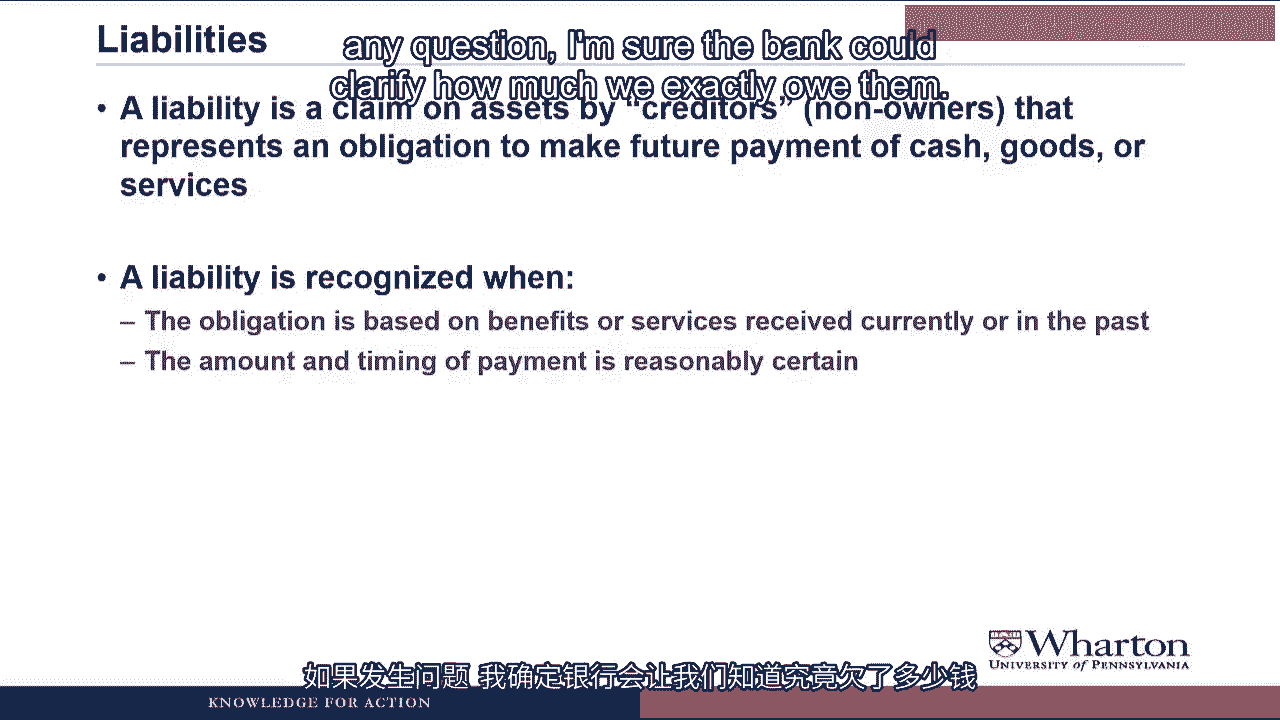 Liabilities
any question, I'm sure the bank could
clarify how much we exactly owe them.
• A liability is a claim on assets by “creditors” (non-owners) that
represents an obligation to make future payment of cash, goods, or
services
• A liability is recognized when:
– The obligation is based on benefits or services received currently or in the past
– The amount and timing of payment is reasonably certain
Wharton
UNIVERSITY of PENNSYLVANIA
如果发生问题 我确定银行会让我们知道究竟欠了多少钱
KNOWLEDGE FOR ACTION